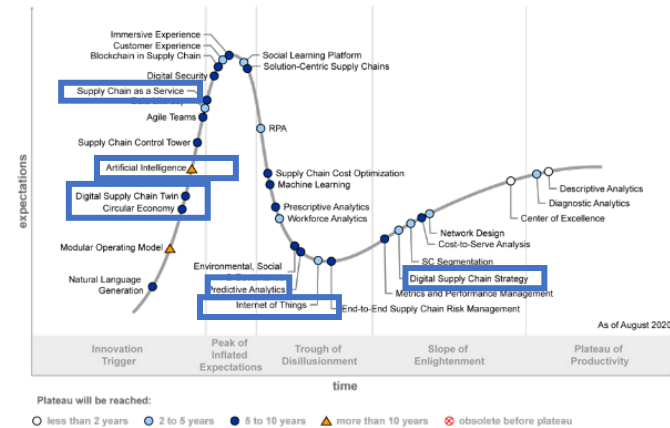 Immersive Experience
Customer Experience
Blockchain in Supply Chain
Digital Security
Supply Chain as a Service
Agile Teams
Supply Chain Control Tower
Artificial Intelligence
Digital Supply Chain Twin
Circular Economy
Modular Operating Model
Natural Language
Generation
Social Learning Platform
Solution-Centric Supply Chains
RPA
Supply Chain Cost Optimization
Machine Learning
Prescriptive Analytics
Workforce Analytics
Environmental, Social
Predictive Analytics
Internet of Things
End-to-End Supply Chain Risk Management
Metrics and Performance Management
Digital Supply Chain Strategy
SC Segmentation
Cost-to-Serve Analysis
Network Design
Center of Excellence
Diagnostic Analytics
Descriptive Analytics
expectations
As of August 2020
Innovation
Trigger
Peak of
Inflated
Expectations
Trough of
Disillusionment
Slope of
Enlightenment
Plateau of
Productivity
time
Plateau will be reached:
less than 2 years
2 to 5 years
5 to 10 years
more than 10 years
obsolete before plateau